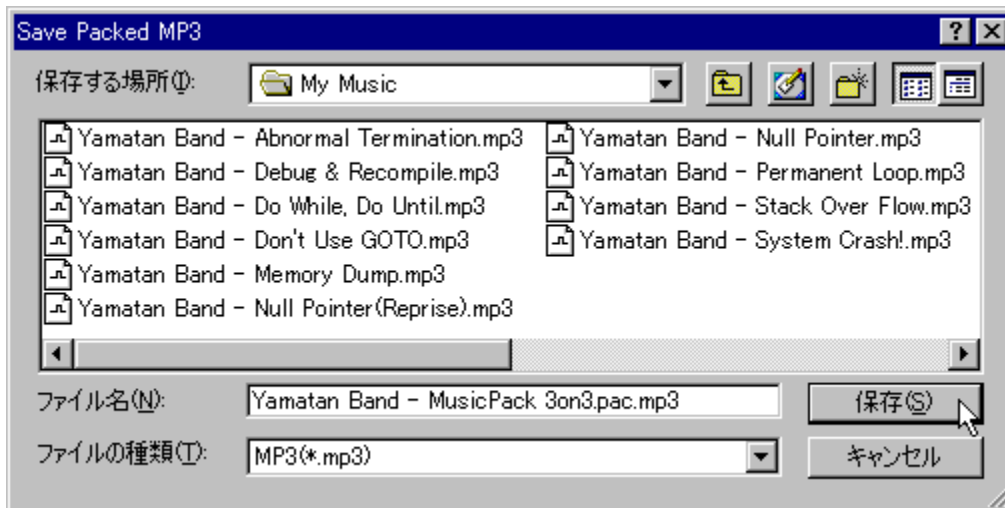 Save Packed MP3
保存する場所(I):
My Music
Yamatan Band - Abnormal Termination.mp3
Yamatan Band - Debug & Recompile.mp3
Yamatan Band - Do While, Do Until.mp3
Yamatan Band - Don't Use GOTO.mp3
Yamatan Band - Memory Dump.mp3
Yamatan Band - Null Pointer(Reprise).mp3
Yamatan Band - Null Pointer.mp3
Yamatan Band - Permanent Loop.mp3
Yamatan Band - Stack Over Flow.mp3
Yamatan Band - System Crash!.mp3
ファイル名(N):
Yamatan Band - MusicPack 3on3.pac.mp3
保存(S)
ファイルの種類(T):
MP3(*.mp3)
キャンセル